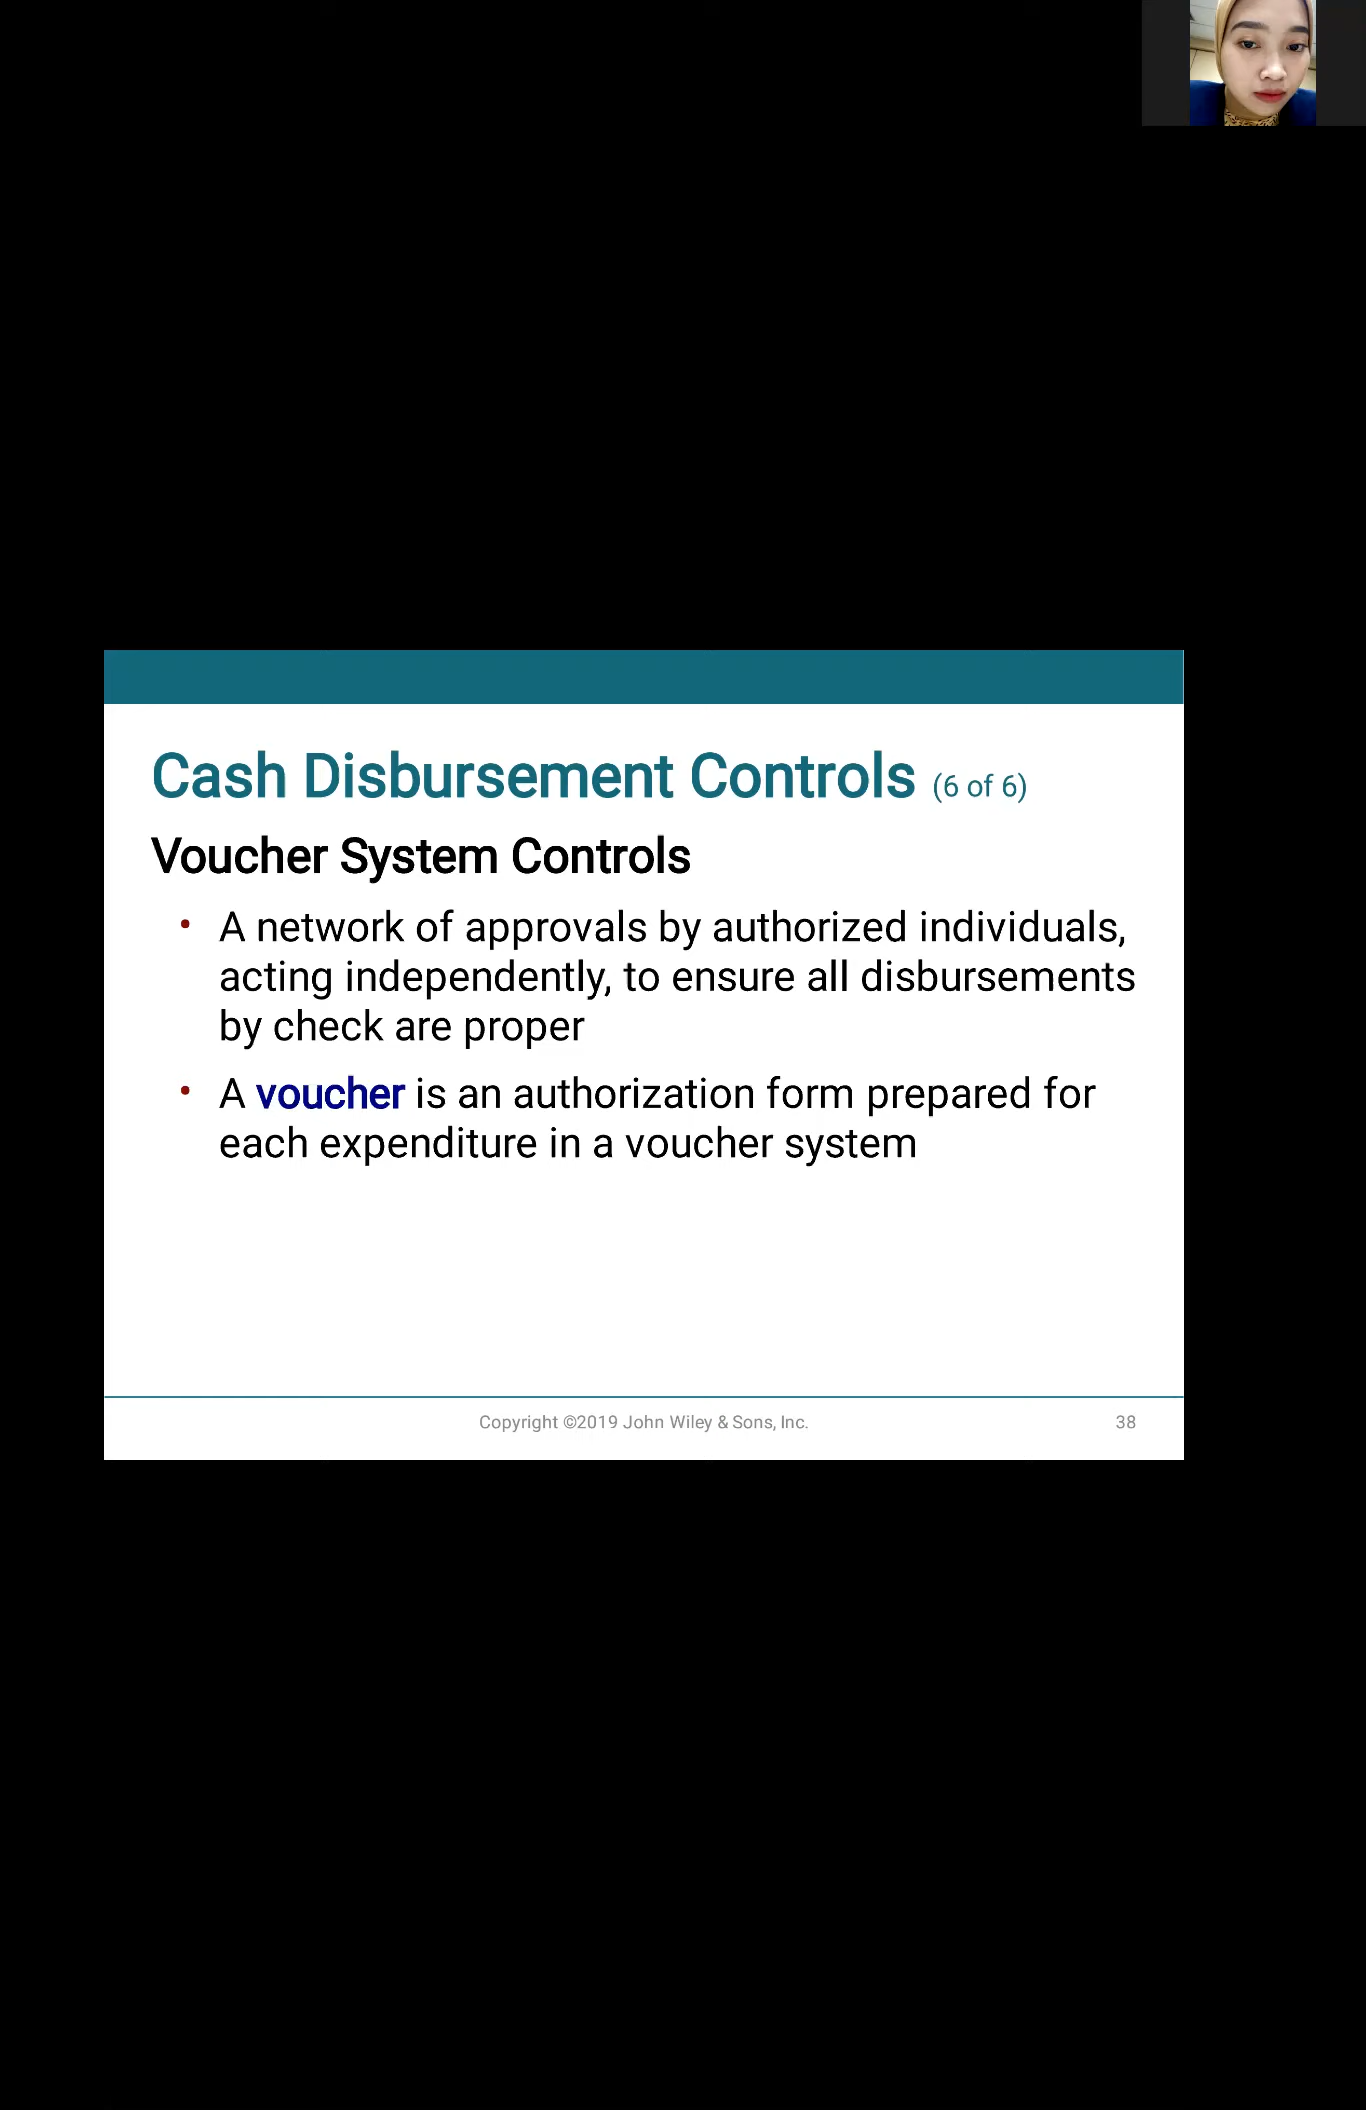 Cash Disbursement Controls (6 of 6)
Voucher System Controls
• A network of approvals by authorized individuals,
acting independently, to ensure all disbursements
by check are proper
• A voucher is an authorization form prepared for
each expenditure in a voucher system
Copyright ©2019 John Wiley & Sons, Inc. 38